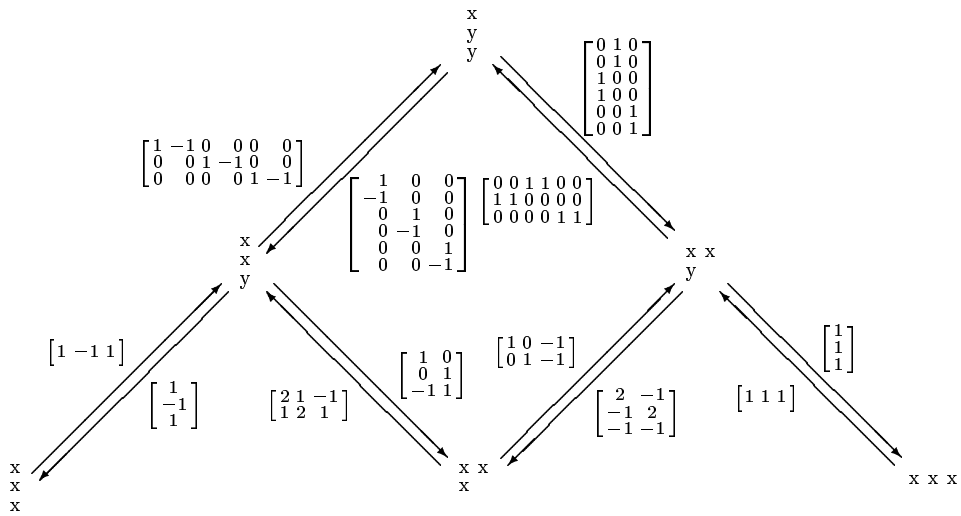 x
y
y
0 1 0
0 1 0
1 0 0
1 0 0
0 0 1
0 0 1
1 −1 0 0 0 0
0 0 1 −1 0 0
0 0 0 0 1 −1
1 0 0
−1 0 0
0 1 0
0 −1 0
0 0 1
0 0 −1
0 0 1 1 0 0
1 1 0 0 0 0
0 0 0 0 1 1
x
x
y
x x
y
1 −1 1
1
−1
1
2 1 −1
1 2 1
1 0
0 1
−1 1
1 0 −1
0 1 −1
2 −1
−1 2
−1 −1
1 1 1
1
1
1
x
x
x
x x
x
x x x